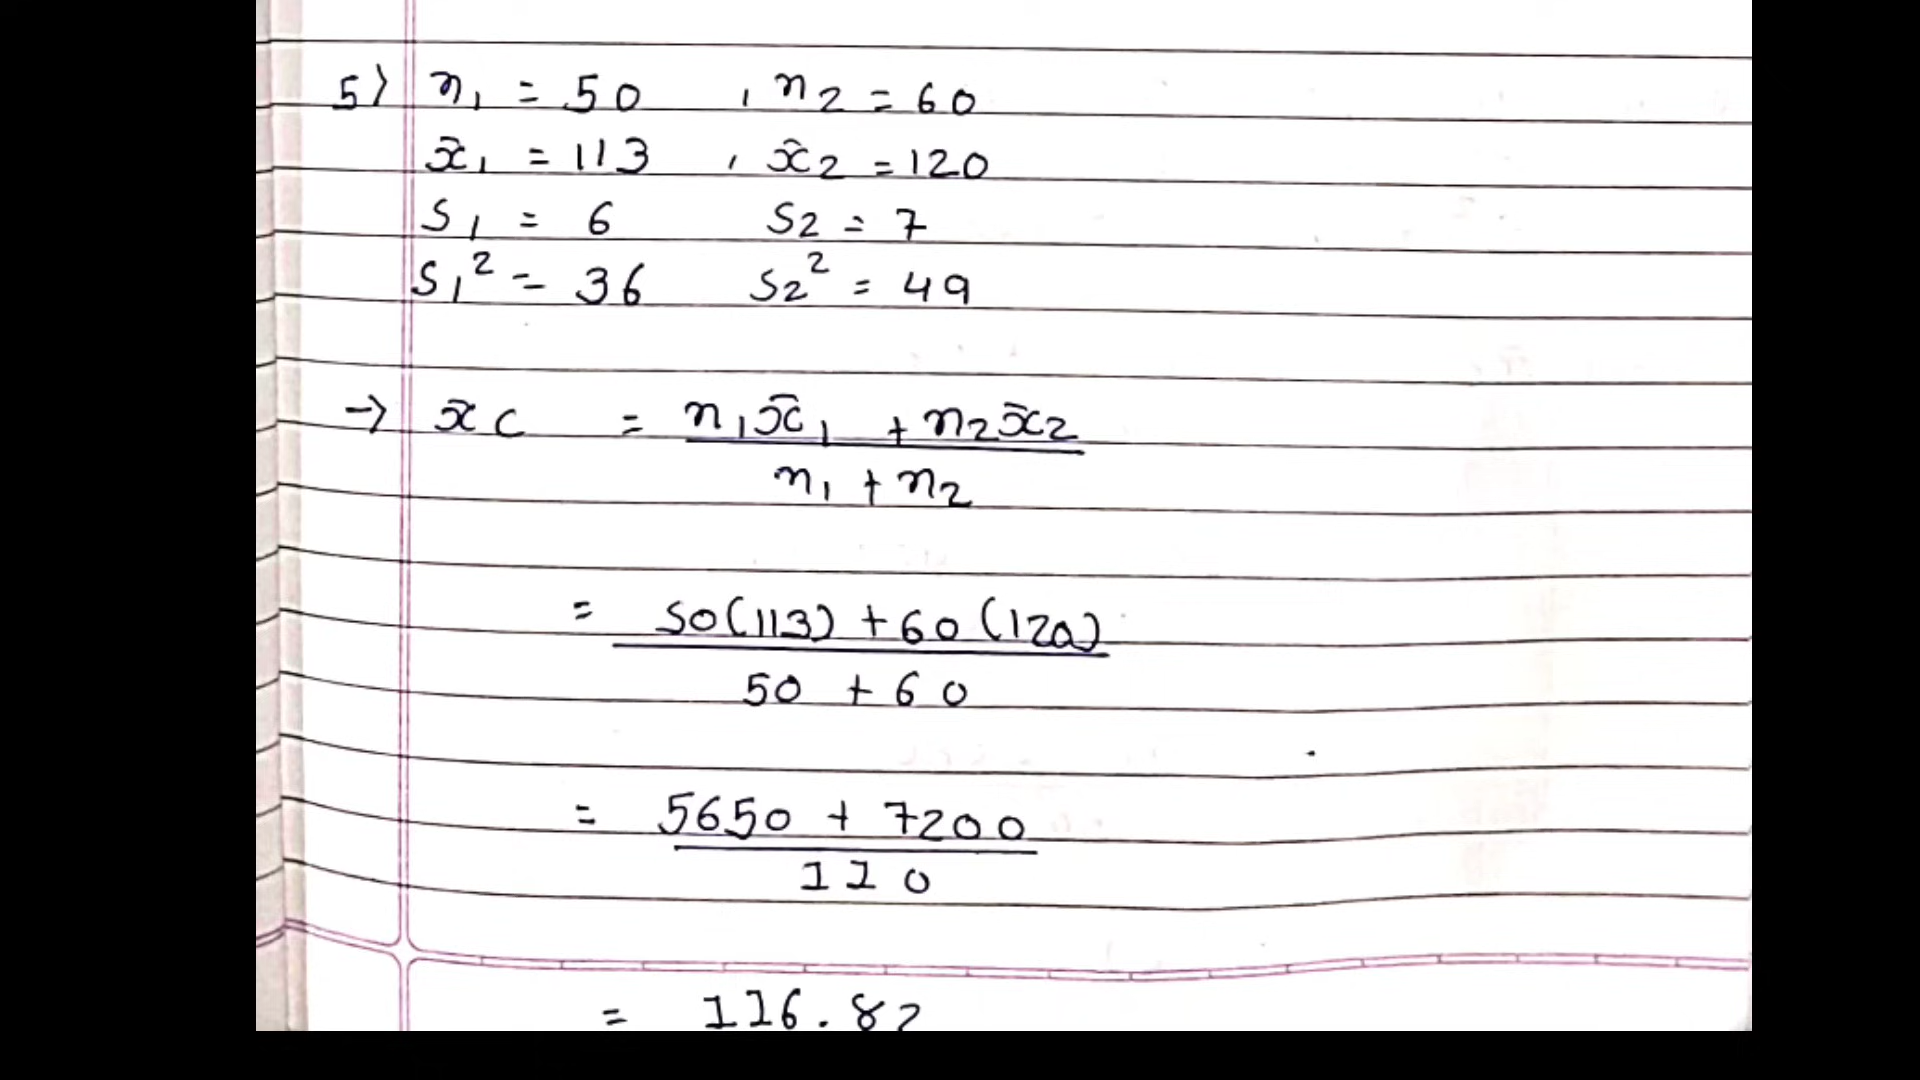 5) n₁ = 50 , n₂ = 60
x̄₁ = 113 , x̄₂ = 120
S₁ = 6 S₂ = 7
S₁² = 36 S₂² = 49
→ x̄c = n₁x̄₁ + n₂x̄₂
n₁ + n₂
= 50(113) + 60(120)
50 + 60
= 5650 + 7200
110
= 116.82